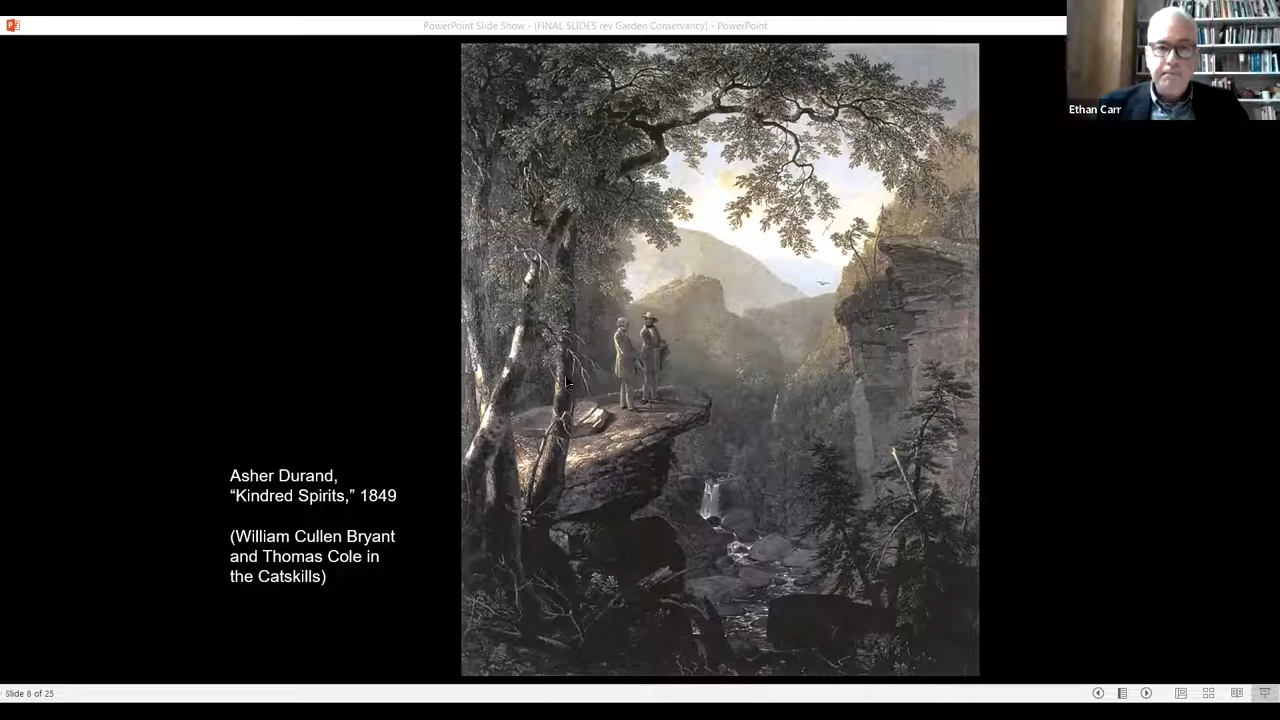 PowerPoint Slide Show - [FINAL SLIDES rev Garden Conservancy] - PowerPoint
Ethan Carr
Asher Durand,
“Kindred Spirits,” 1849
(William Cullen Bryant
and Thomas Cole in
the Catskills)
Slide 8 of 25